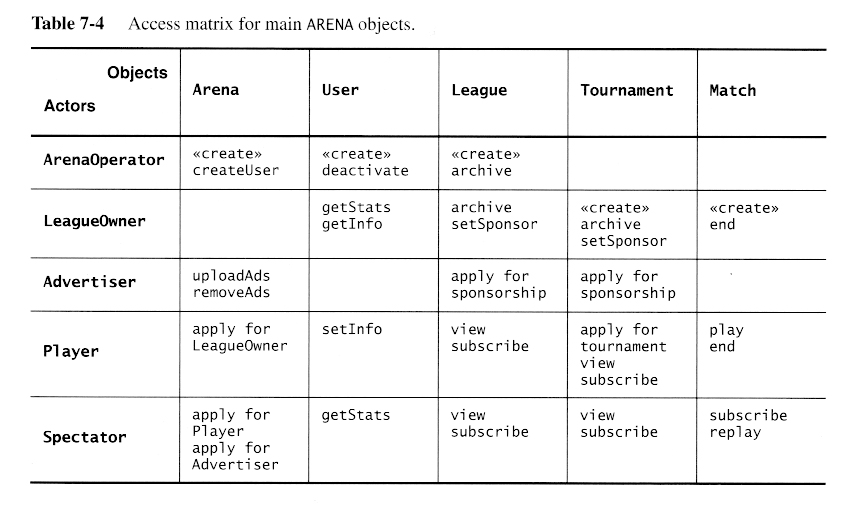 Table 7-4 Access matrix for main ARENA objects.
Objects
Actors
Arena
User
League
Tournament
Match
ArenaOperator
«create»
createUser
«create»
deactivate
«create»
archive
LeagueOwner
getStats
getInfo
archive
setSponsor
«create»
archive
setSponsor
«create»
end
Advertiser
uploadAds
removeAds
apply for
sponsorship
apply for
sponsorship
Player
apply for
LeagueOwner
setInfo
view
subscribe
apply for
tournament
view
subscribe
play
end
Spectator
apply for
Player
apply for
Advertiser
getStats
view
subscribe
view
subscribe
subscribe
replay